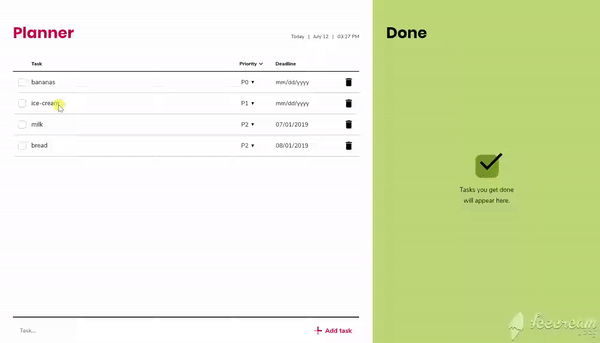 Planner
Today | July 12 | 03:27 PM
Task Priority Deadline
bananas P0 mm/dd/yyyy
ice-cream P1 mm/dd/yyyy
milk P2 07/01/2019
bread P2 08/01/2019
Task...
Add task
Done
Tasks you get done
will appear here.